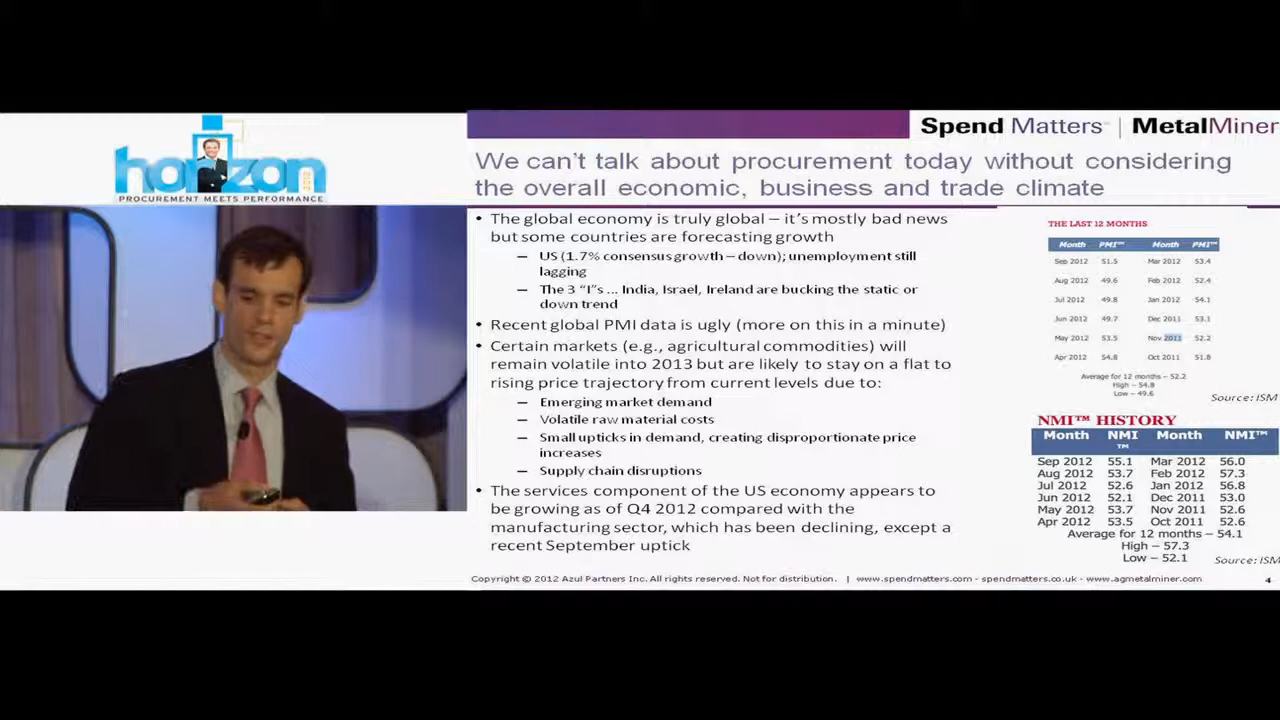 horizon
2012
PROCUREMENT MEETS PERFORMANCE
Spend Matters™ | MetalMiner
We can't talk about procurement today without considering
the overall economic, business and trade climate
• The global economy is truly global – it's mostly bad news
but some countries are forecasting growth
– US (1.7% consensus growth – down); unemployment still
lagging
– The 3 "I"s ... India, Israel, Ireland are bucking the static or
down trend
• Recent global PMI data is ugly (more on this in a minute)
• Certain markets (e.g., agricultural commodities) will
remain volatile into 2013 but are likely to stay on a flat to
rising price trajectory from current levels due to:
– Emerging market demand
– Volatile raw material costs
– Small upticks in demand, creating disproportionate price
increases
– Supply chain disruptions
• The services component of the US economy appears to
be growing as of Q4 2012 compared with the
manufacturing sector, which has been declining, except a
recent September uptick
THE LAST 12 MONTHS
Month PMI™ Month PMI™
Sep 2012 51.5 Mar 2012 53.4
Aug 2012 49.6 Feb 2012 52.4
Jul 2012 49.8 Jan 2012 54.1
Jun 2012 49.7 Dec 2011 53.1
May 2012 53.5 Nov 2011 52.2
Apr 2012 54.8 Oct 2011 51.8
Average for 12 months – 52.2
High – 54.8
Low – 49.6
Source: ISM
NMI™ HISTORY
Month NMI Month NMI™
™
Sep 2012 55.1 Mar 2012 56.0
Aug 2012 53.7 Feb 2012 57.3
Jul 2012 52.6 Jan 2012 56.8
Jun 2012 52.1 Dec 2011 53.0
May 2012 53.7 Nov 2011 52.6
Apr 2012 53.5 Oct 2011 52.6
Average for 12 months – 54.1
High – 57.3
Low – 52.1
Source: ISM
Copyright © 2012 Azul Partners Inc. All rights reserved. Not for distribution. | www.spendmatters.com - spendmatters.co.uk - www.agmetalminer.com
4